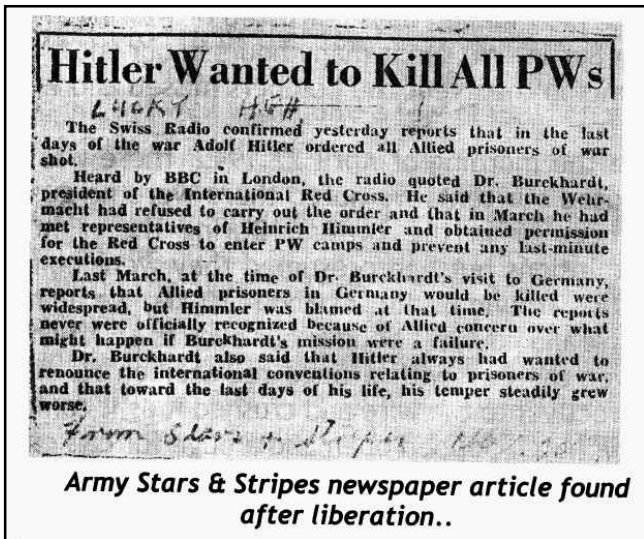 Hitler Wanted to Kill All PWs
LUCKY
The Swiss Radio confirmed yesterday reports that in the last
days of the war Adolf Hitler ordered all Allied prisoners of war
shot.
Heard by BBC in London, the radio quoted Dr. Burckhardt,
president of the International Red Cross. He said that the Wehr-
macht had refused to carry out the order and that in March he had
met representatives of Heinrich Himmler and obtained permission
for the Red Cross to enter PW camps and prevent any last-minute
executions.
Last March, at the time of Dr. Burckhardt's visit to Germany,
reports that Allied prisoners in Germany would be killed were
widespread, but Himmler was blamed at that time. The reports
never were officially recognized because of Allied concern over what
might happen if Burckhardt's mission were a failure.
Dr. Burckhardt also said that Hitler always had wanted to
renounce the international conventions relating to prisoners of war,
and that toward the last days of his life, his temper steadily grew
worse.
From Stars + Stripes
Army Stars & Stripes newspaper article found
after liberation..